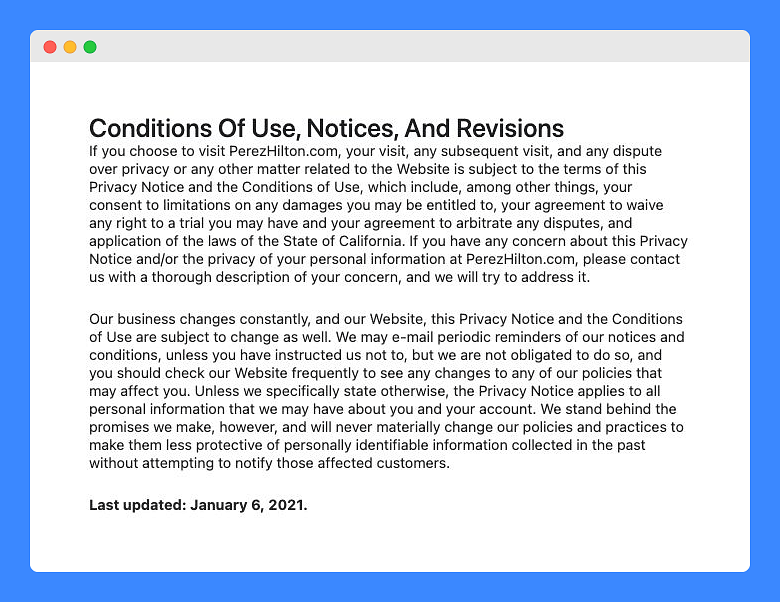 Conditions Of Use, Notices, And Revisions
If you choose to visit PerezHilton.com, your visit, any subsequent visit, and any dispute
over privacy or any other matter related to the Website is subject to the terms of this
Privacy Notice and the Conditions of Use, which include, among other things, your
consent to limitations on any damages you may be entitled to, your agreement to waive
any right to a trial you may have and your agreement to arbitrate any disputes, and
application of the laws of the State of California. If you have any concern about this Privacy
Notice and/or the privacy of your personal information at PerezHilton.com, please contact
us with a thorough description of your concern, and we will try to address it.
Our business changes constantly, and our Website, this Privacy Notice and the Conditions
of Use are subject to change as well. We may e-mail periodic reminders of our notices and
conditions, unless you have instructed us not to, but we are not obligated to do so, and
you should check our Website frequently to see any changes to any of our policies that
may affect you. Unless we specifically state otherwise, the Privacy Notice applies to all
personal information that we may have about you and your account. We stand behind the
promises we make, however, and will never materially change our policies and practices to
make them less protective of personally identifiable information collected in the past
without attempting to notify those affected customers.
Last updated: January 6, 2021.